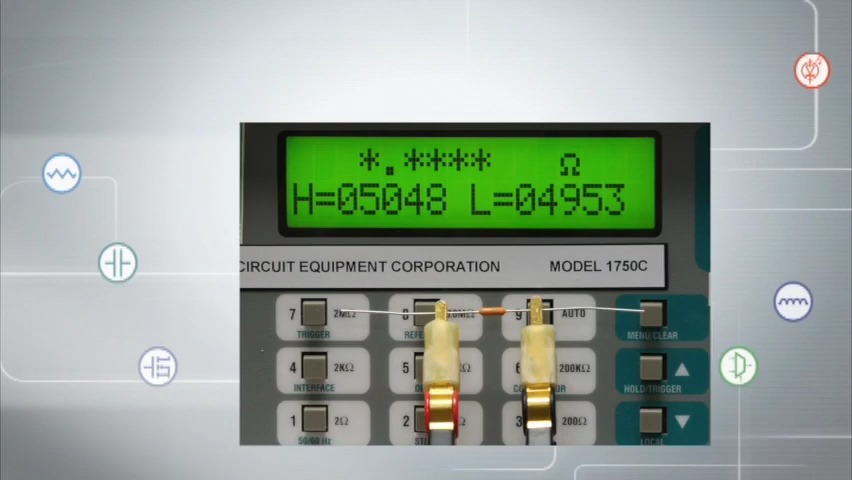 *.**** Ω
H=05048 L=04953
CIRCUIT EQUIPMENT CORPORATION MODEL 1750C
7 2MΩ 8 9 AUTO
TRIGGER MENU/CLEAR
4 2KΩ 5 6 200KΩ
INTERFACE HOLD/TRIGGER
1 2Ω 2 3 200Ω
50/60 Hz LOCAL